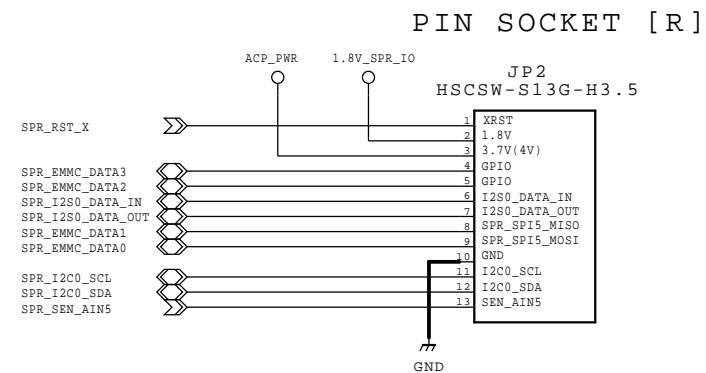 PIN SOCKET [R]
ACP_PWR 1.8V_SPR_IO
JP2
HSCSW-S13G-H3.5
SPR_RST_X 1 XRST
2 1.8V
3 3.7V(4V)
SPR_EMMC_DATA3 4 GPIO
SPR_EMMC_DATA2 5 GPIO
SPR_I2S0_DATA_IN 6 I2S0_DATA_IN
SPR_I2S0_DATA_OUT 7 I2S0_DATA_OUT
SPR_EMMC_DATA1 8 SPR_SPI5_MISO
SPR_EMMC_DATA0 9 SPR_SPI5_MOSI
10 GND
SPR_I2C0_SCL 11 I2C0_SCL
SPR_I2C0_SDA 12 I2C0_SDA
SPR_SEN_AIN5 13 SEN_AIN5
GND